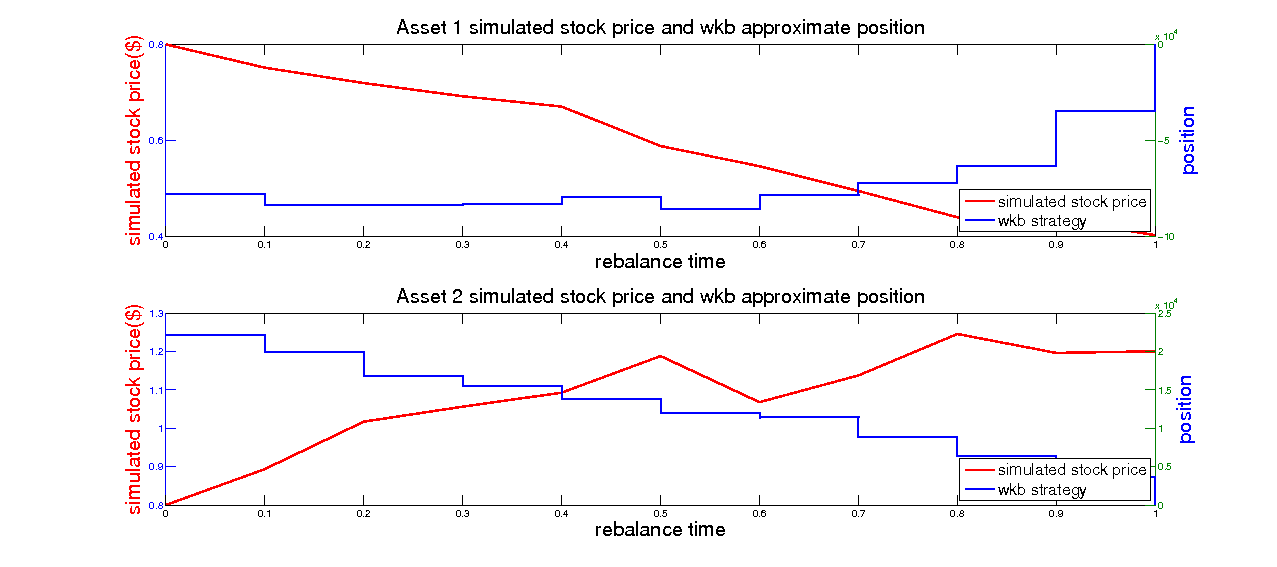 Asset 1 simulated stock price and wkb approximate position
x 10^4
simulated stock price($)
0.8
0.6
0.4
0
-5
-10
position
simulated stock price
wkb strategy
0 0.1 0.2 0.3 0.4 0.5 0.6 0.7 0.8 0.9 1
rebalance time
Asset 2 simulated stock price and wkb approximate position
x 10^4
simulated stock price($)
1.3
1.2
1.1
1
0.9
0.8
2.5
2
1.5
1
0.5
0
position
simulated stock price
wkb strategy
0 0.1 0.2 0.3 0.4 0.5 0.6 0.7 0.8 0.9 1
rebalance time